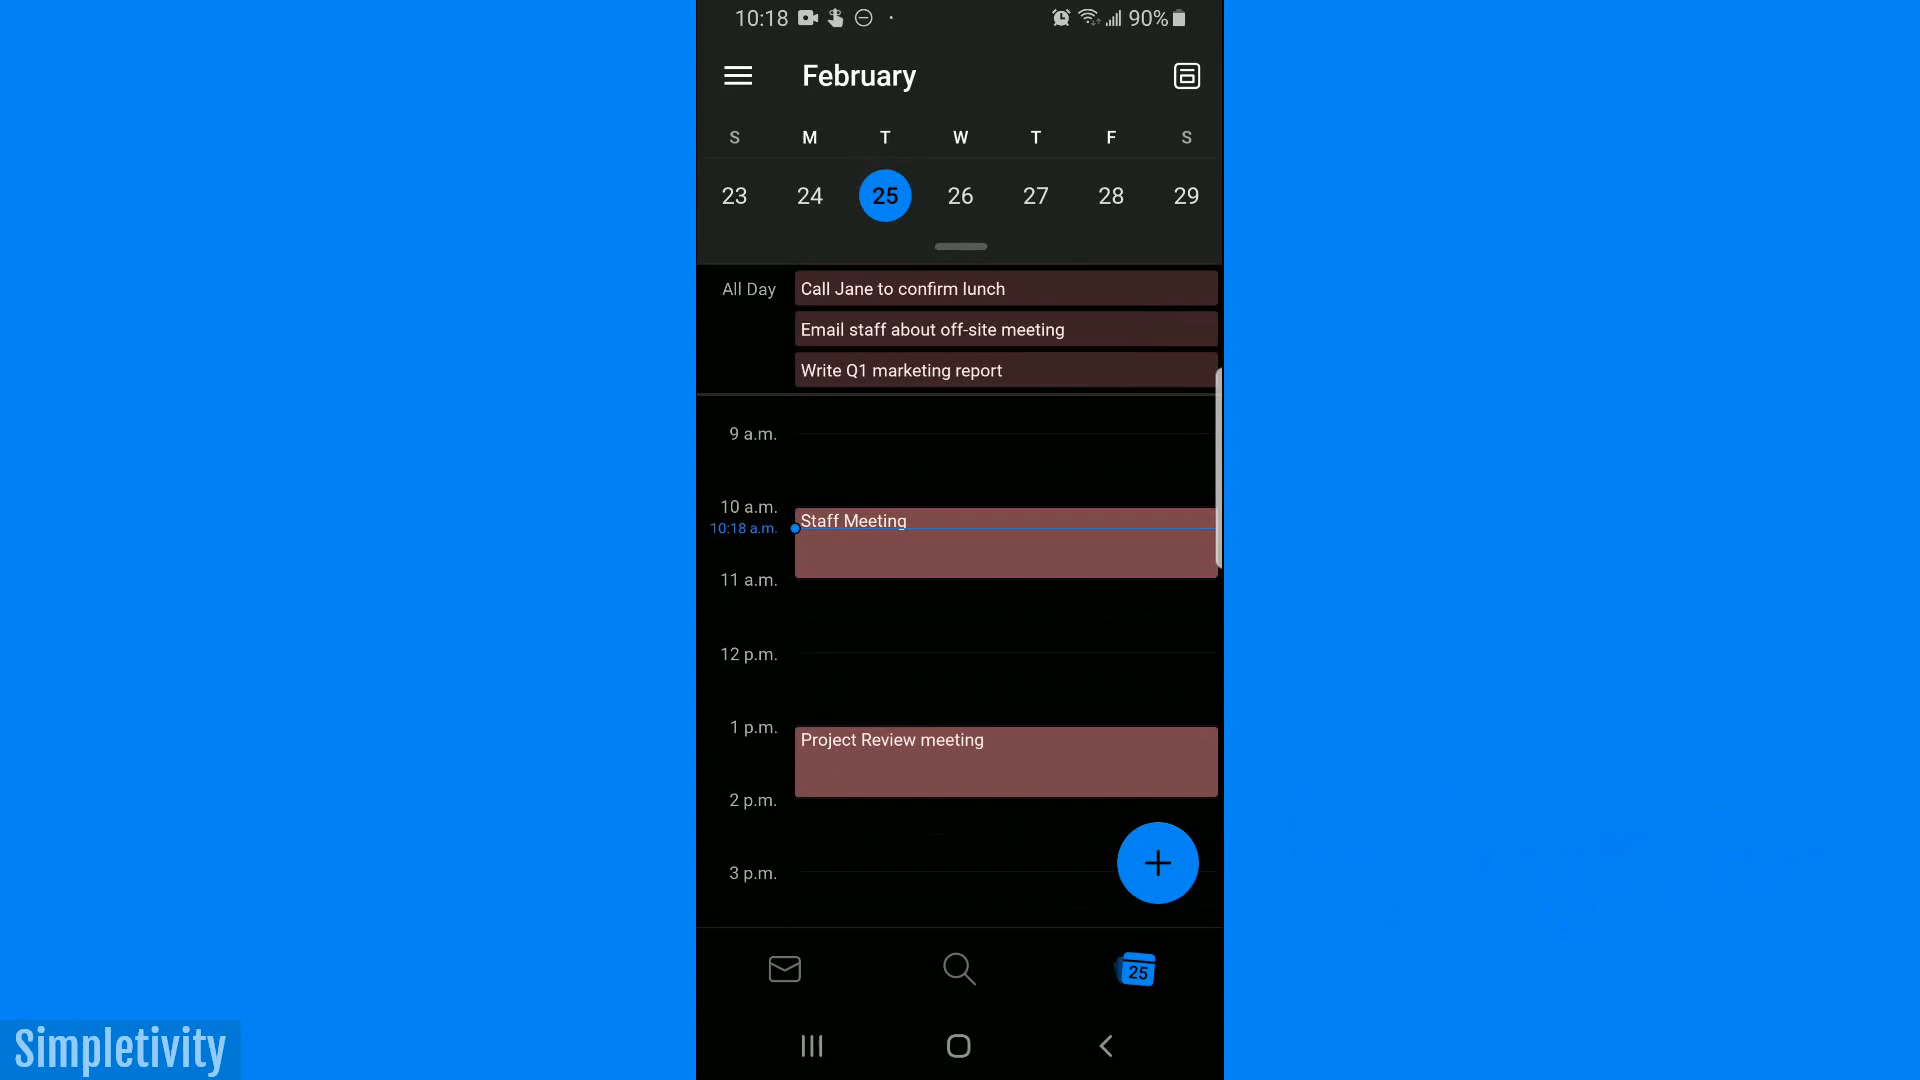 10:18 90%
February
S M T W T F S
23 24 25 26 27 28 29
All Day Call Jane to confirm lunch
Email staff about off-site meeting
Write Q1 marketing report
9 a.m.
10 a.m.
Staff Meeting
10:18 a.m.
11 a.m.
12 p.m.
1 p.m.
Project Review meeting
2 p.m.
3 p.m.
25
Simpletivity